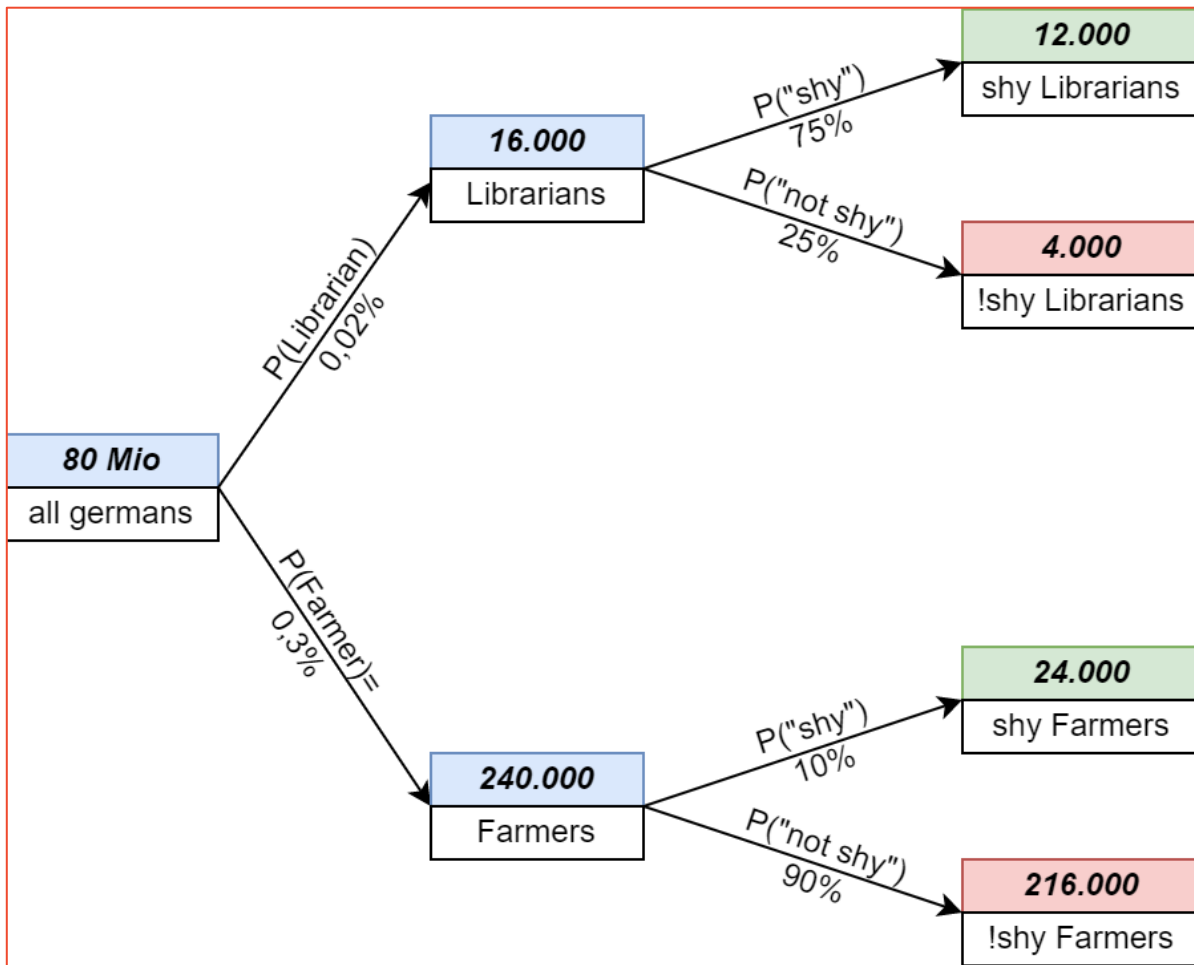 12.000
shy Librarians
P("shy")
75%
16.000
Librarians
P("not shy")
25%
4.000
!shy Librarians
P(Librarian)
0,02%
80 Mio
all germans
P(Farmer)=
0,3%
24.000
shy Farmers
P("shy")
10%
240.000
Farmers
P("not shy")
90%
216.000
!shy Farmers